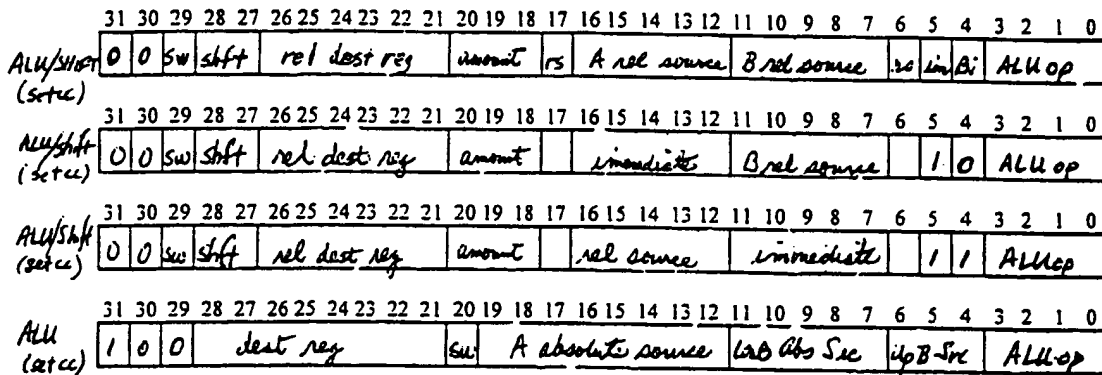 31 30 29 28 27 26 25 24 23 22 21 20 19 18 17 16 15 14 13 12 11 10 9 8 7 6 5 4 3 2 1 0
ALU/SHIFT 0 0 sw shft rel dest reg amount rs A rel source B rel source im Bi ALU op
(setcc)
31 30 29 28 27 26 25 24 23 22 21 20 19 18 17 16 15 14 13 12 11 10 9 8 7 6 5 4 3 2 1 0
ALU/shft 0 0 sw shft rel dest reg amount immediate B rel source 1 0 ALU op
(setcc)
31 30 29 28 27 26 25 24 23 22 21 20 19 18 17 16 15 14 13 12 11 10 9 8 7 6 5 4 3 2 1 0
ALU/Shft 0 0 sw shft rel dest reg amount rel source immediate 1 1 ALUop
(setcc)
31 30 29 28 27 26 25 24 23 22 21 20 19 18 17 16 15 14 13 12 11 10 9 8 7 6 5 4 3 2 1 0
ALU 1 0 0 dest reg sw A absolute source B Abs Src B Src ALU op
(setcc)